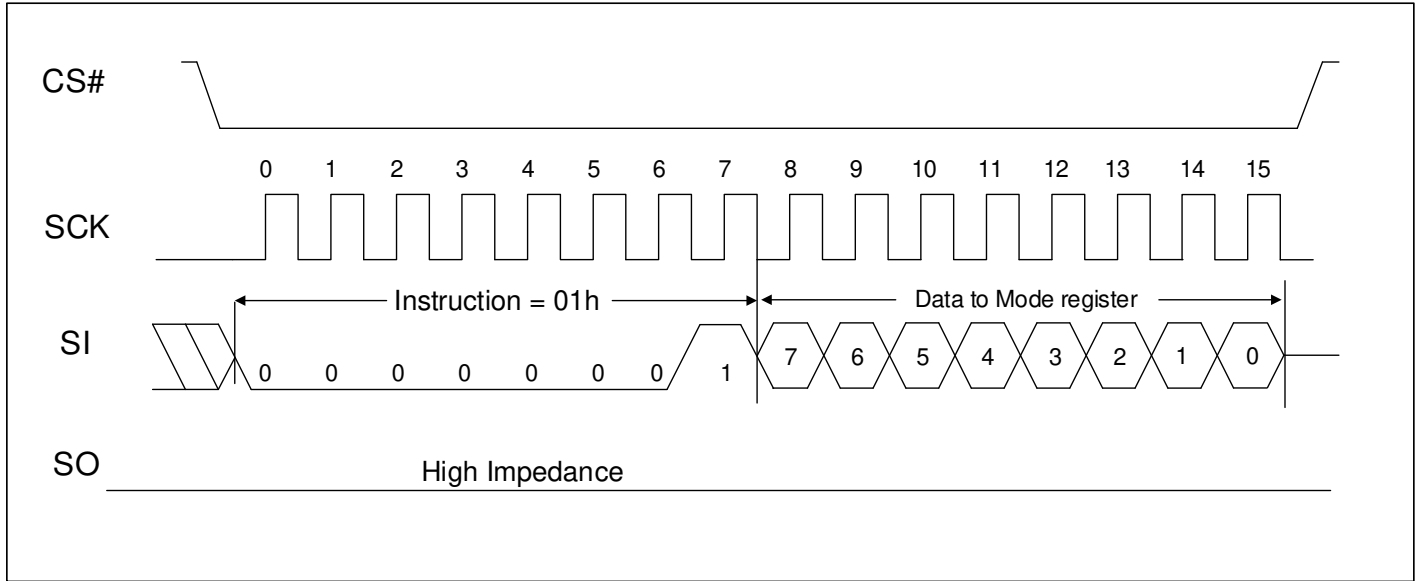 CS#
0 1 2 3 4 5 6 7 8 9 10 11 12 13 14 15
SCK
Instruction = 01h
Data to Mode register
SI
0 0 0 0 0 0 0 1 7 6 5 4 3 2 1 0
SO
High Impedance